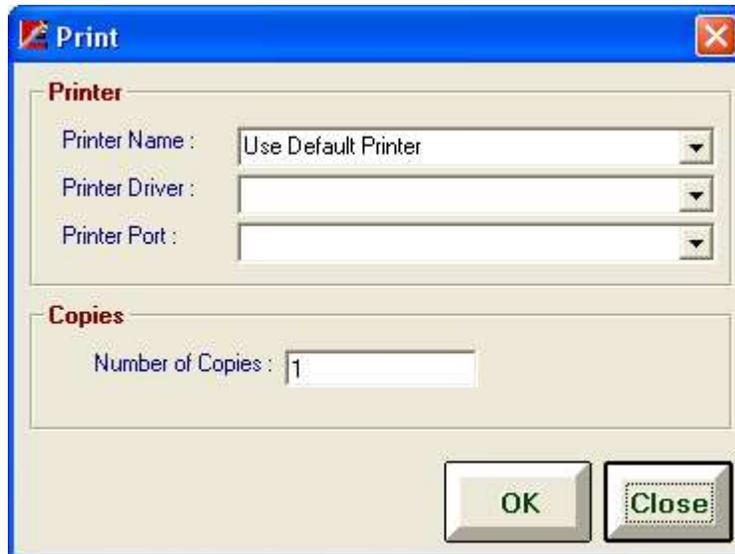 Print
Printer
Printer Name : Use Default Printer
Printer Driver :
Printer Port :
Copies
Number of Copies : 1
OK Close